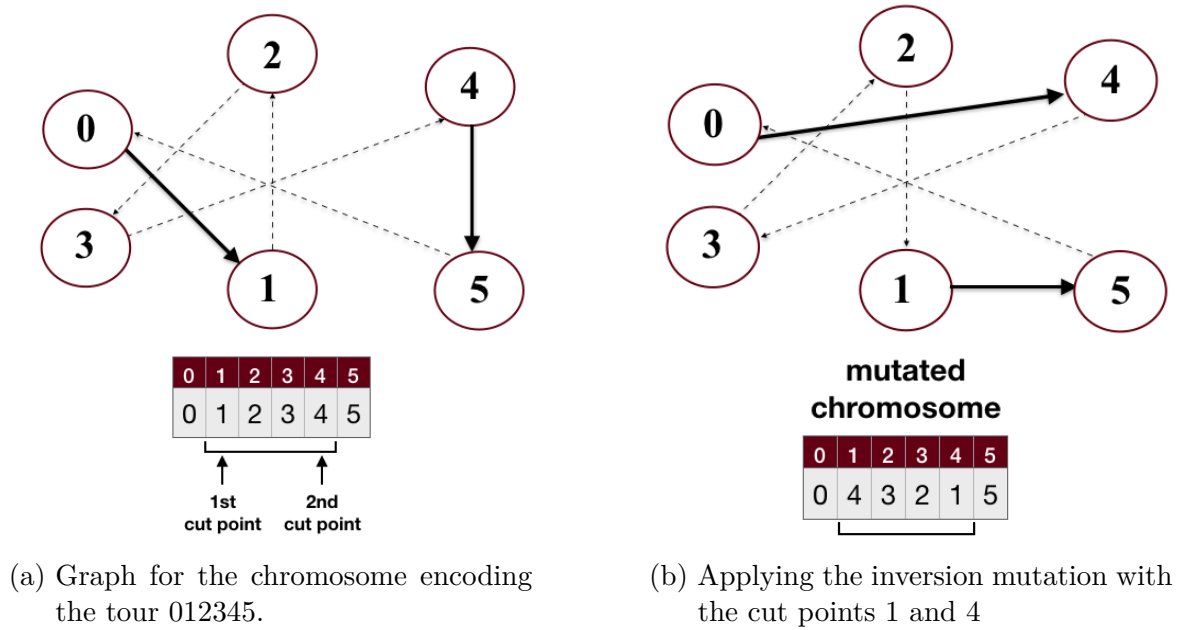 2
4
0
3
1
5
0 1 2 3 4 5
0 1 2 3 4 5
1st
cut point
2nd
cut point
(a) Graph for the chromosome encoding
the tour 012345.
2
4
0
3
1
5
mutated
chromosome
0 1 2 3 4 5
0 4 3 2 1 5
(b) Applying the inversion mutation with
the cut points 1 and 4